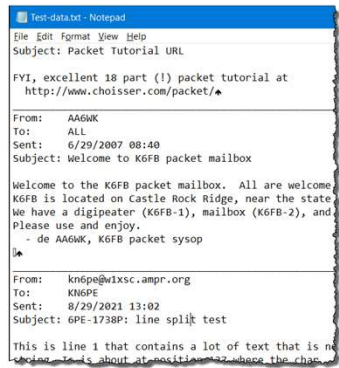 Test-data.txt - Notepad
File Edit Format View Help
Subject: Packet Tutorial URL
FYI, excellent 18 part (!) packet tutorial at
http://www.choisser.com/packet/♠
From: AA6WK
To: ALL
Sent: 6/29/2007 08:40
Subject: Welcome to K6FB packet mailbox
Welcome to the K6FB packet mailbox. All are welcome
K6FB is located on Castle Rock Ridge, near the state
We have a digipeater (K6FB-1), mailbox (K6FB-2), and
Please use and enjoy.
- de AA6WK, K6FB packet sysop
▯♠
From: kn6pe@w1xsc.ampr.org
To: KN6PE
Sent: 8/29/2021 13:02
Subject: 6PE-1738P: line split test
This is line 1 that contains a lot of text that is